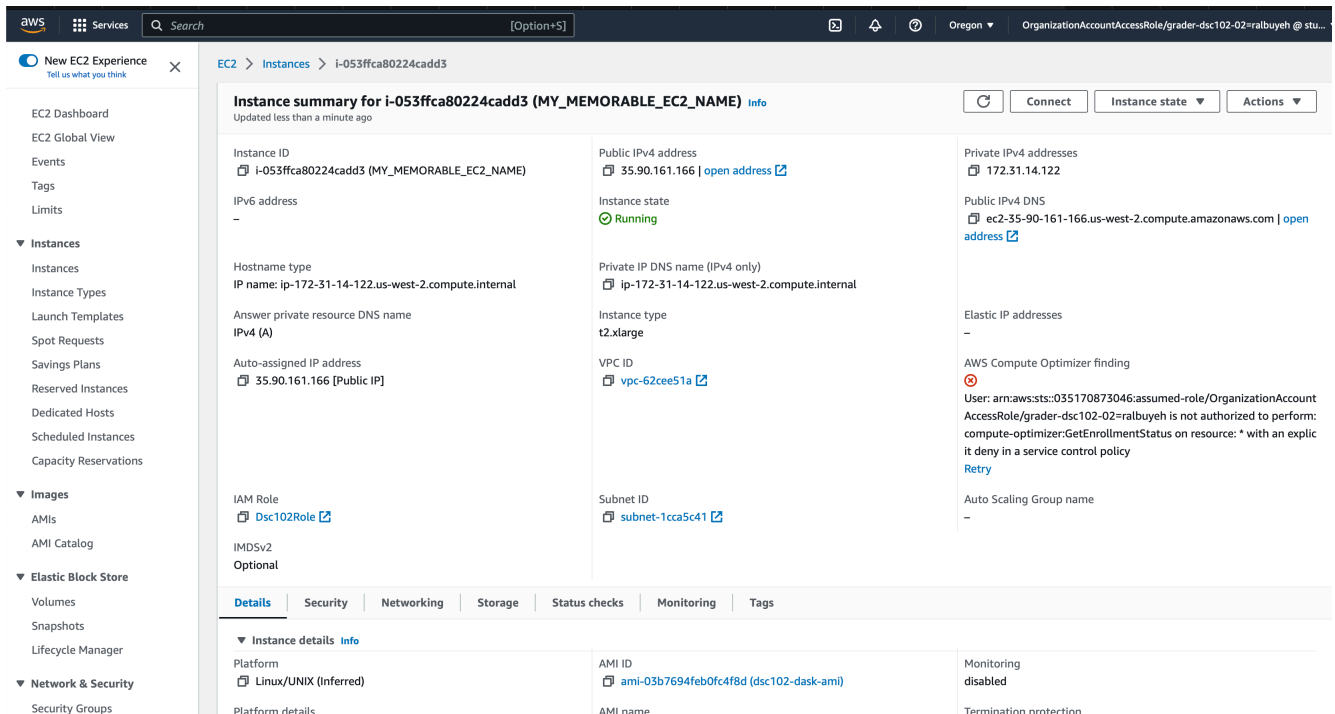 aws
Services
Search
[Option+S]
Oregon ▼
OrganizationAccountAccessRole/grader-dsc102-02=ralbuyeh @ stu...
New EC2 Experience
Tell us what you think
EC2 Dashboard
EC2 Global View
Events
Tags
Limits
Instances
Instances
Instance Types
Launch Templates
Spot Requests
Savings Plans
Reserved Instances
Dedicated Hosts
Scheduled Instances
Capacity Reservations
Images
AMIs
AMI Catalog
Elastic Block Store
Volumes
Snapshots
Lifecycle Manager
Network & Security
Security Groups
EC2 > Instances > i-053ffca80224cadd3
Instance summary for i-053ffca80224cadd3 (MY_MEMORABLE_EC2_NAME) Info
Updated less than a minute ago
Connect
Instance state ▼
Actions ▼
Instance ID
i-053ffca80224cadd3 (MY_MEMORABLE_EC2_NAME)
Public IPv4 address
35.90.161.166 | open address
Private IPv4 addresses
172.31.14.122
IPv6 address
–
Instance state
Running
Public IPv4 DNS
ec2-35-90-161-166.us-west-2.compute.amazonaws.com | open
address
Hostname type
IP name: ip-172-31-14-122.us-west-2.compute.internal
Private IP DNS name (IPv4 only)
ip-172-31-14-122.us-west-2.compute.internal
Answer private resource DNS name
IPv4 (A)
Instance type
t2.xlarge
Elastic IP addresses
–
Auto-assigned IP address
35.90.161.166 [Public IP]
VPC ID
vpc-62cee51a
AWS Compute Optimizer finding
User: arn:aws:sts::035170873046:assumed-role/OrganizationAccount
AccessRole/grader-dsc102-02=ralbuyeh is not authorized to perform:
compute-optimizer:GetEnrollmentStatus on resource: * with an explic
it deny in a service control policy
Retry
IAM Role
Dsc102Role
Subnet ID
subnet-1cca5c41
Auto Scaling Group name
–
IMDSv2
Optional
Details
Security
Networking
Storage
Status checks
Monitoring
Tags
Instance details Info
Platform
Linux/UNIX (Inferred)
AMI ID
ami-03b7694feb0fc4f8d (dsc102-dask-ami)
Monitoring
disabled
Platform details
AMI name
Termination protection